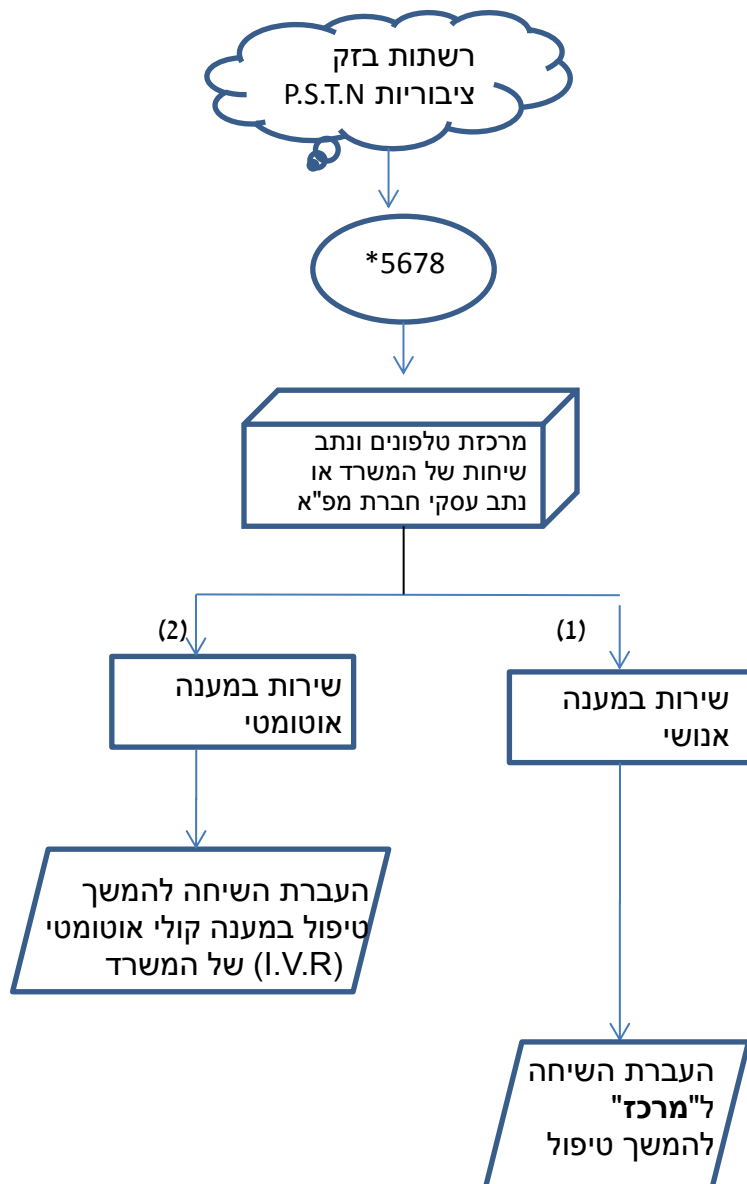 רשתות בזק
ציבוריות P.S.T.N
*5678
מרכזת טלפונים ונתב
שיחות של המשרד או
נתב עסקי חברת מפ"א
(1)
(2)
שירות במענה
אנושי
שירות במענה
אוטומטי
העברת השיחה להמשך
טיפול במענה קולי אוטומטי
(I.V.R) של המשרד
העברת השיחה
ל"מרכז"
להמשך טיפול